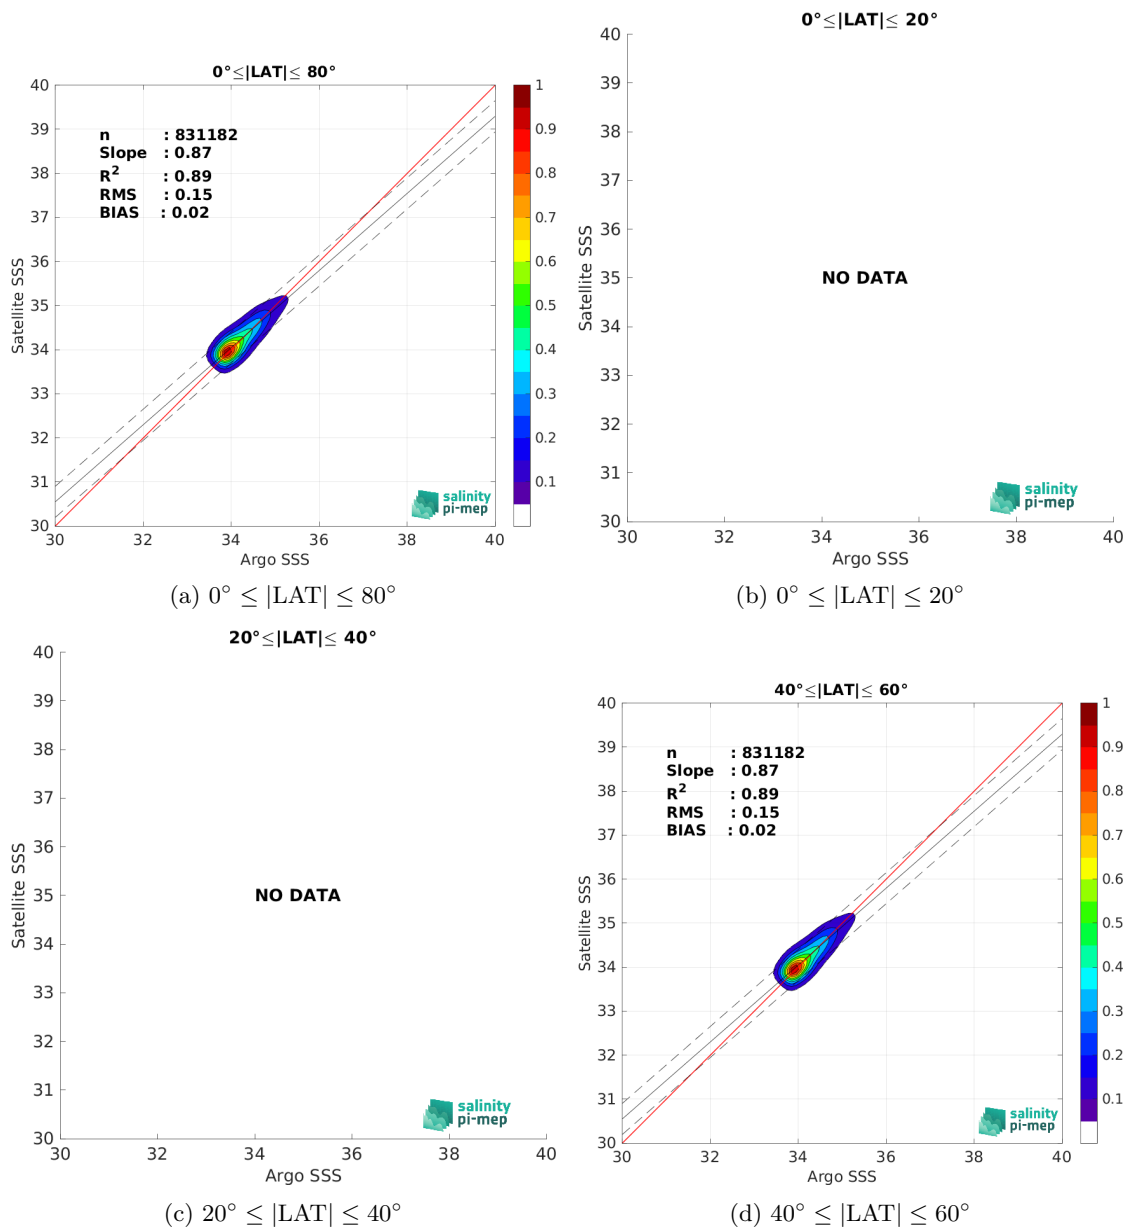 0°≤|LAT|≤ 80°
40
39
38
37
36
35
34
33
32
31
30
Satellite SSS
n : 831182
Slope : 0.87
R² : 0.89
RMS : 0.15
BIAS : 0.02
salinity
pi-mep
30 32 34 36 38 40
Argo SSS
1
0.9
0.8
0.7
0.6
0.5
0.4
0.3
0.2
0.1
(a) 0° ≤ |LAT| ≤ 80°
0°≤|LAT|≤ 20°
40
39
38
37
36
35
34
33
32
31
30
Satellite SSS
NO DATA
salinity
pi-mep
30 32 34 36 38 40
Argo SSS
(b) 0° ≤ |LAT| ≤ 20°
20°≤|LAT|≤ 40°
40
39
38
37
36
35
34
33
32
31
30
Satellite SSS
NO DATA
salinity
pi-mep
30 32 34 36 38 40
Argo SSS
(c) 20° ≤ |LAT| ≤ 40°
40°≤|LAT|≤ 60°
40
39
38
37
36
35
34
33
32
31
30
Satellite SSS
n : 831182
Slope : 0.87
R² : 0.89
RMS : 0.15
BIAS : 0.02
salinity
pi-mep
30 32 34 36 38 40
Argo SSS
1
0.9
0.8
0.7
0.6
0.5
0.4
0.3
0.2
0.1
(d) 40° ≤ |LAT| ≤ 60°